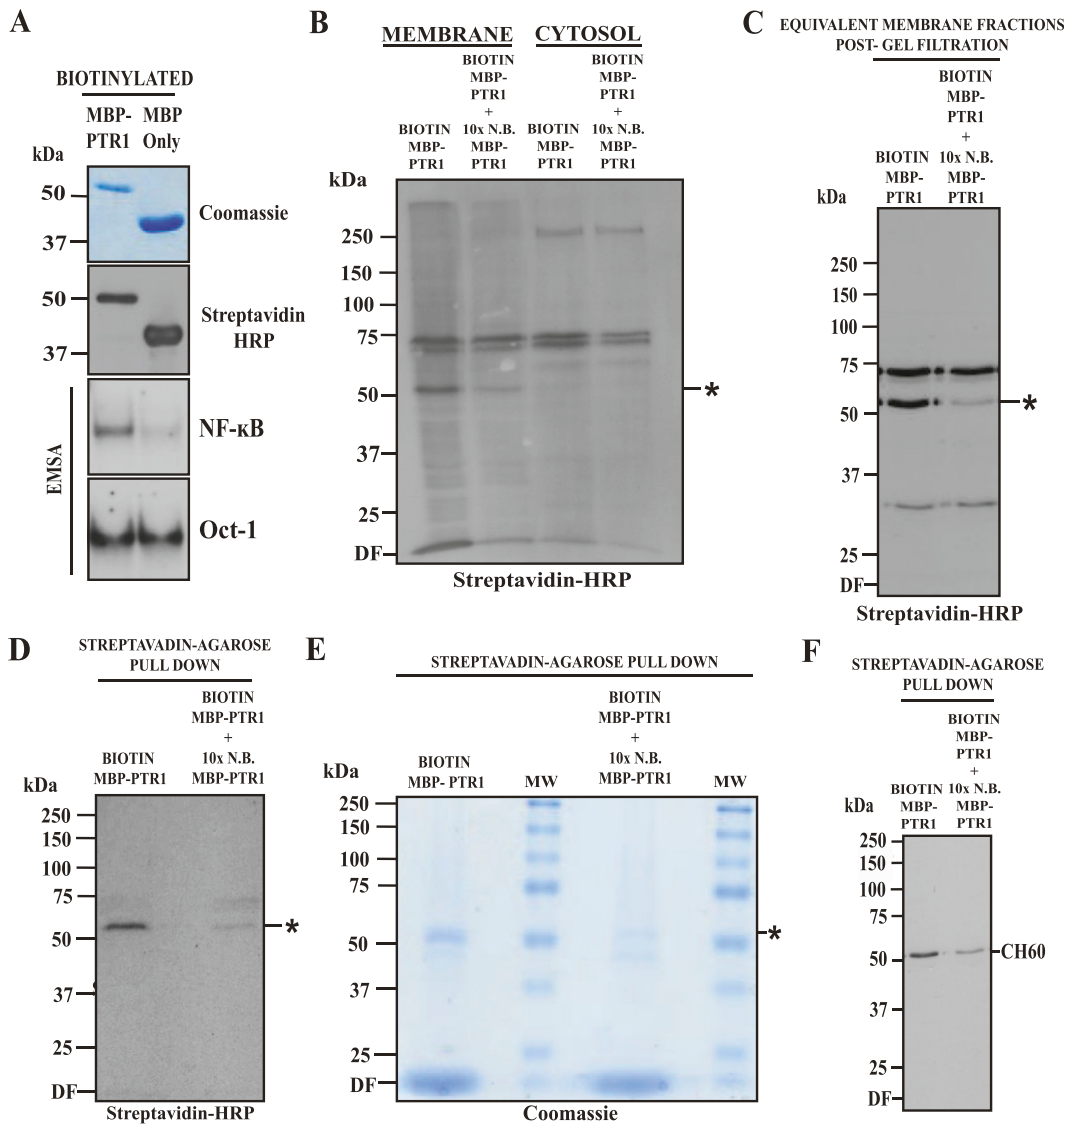 A
BIOTINYLATED
MBP-
PTR1
MBP
Only
kDa
50
37
Coomassie
50
37
Streptavidin
HRP
EMSA
NF-κB
Oct-1
B
MEMBRANE
CYTOSOL
BIOTIN
MBP-
PTR1
BIOTIN
MBP-
PTR1
+
10x N.B.
MBP-
PTR1
BIOTIN
MBP-
PTR1
BIOTIN
MBP-
PTR1
+
10x N.B.
MBP-
PTR1
kDa
250
150
100
75
50
37
25
DF
*
Streptavidin-HRP
C
EQUIVALENT MEMBRANE FRACTIONS
POST- GEL FILTRATION
BIOTIN
MBP-
PTR1
BIOTIN
MBP-
PTR1
+
10x N.B.
MBP-
PTR1
kDa
250
150
100
75
50
37
25
DF
*
Streptavidin-HRP
D
STREPTAVADIN-AGAROSE
PULL DOWN
BIOTIN
MBP-PTR1
BIOTIN
MBP-PTR1
+
10x N.B.
MBP-PTR1
kDa
250
150
100
75
50
37
25
DF
*
Streptavidin-HRP
E
STREPTAVADIN-AGAROSE PULL DOWN
BIOTIN
MBP- PTR1
MW
BIOTIN
MBP-PTR1
+
10x N.B.
MBP-PTR1
MW
kDa
250
150
100
75
50
37
25
DF
*
Coomassie
F
STREPTAVADIN-AGAROSE
PULL DOWN
BIOTIN
MBP-
PTR1
BIOTIN
MBP-
PTR1
+
10x N.B.
MBP-
PTR1
kDa
250
150
100
75
50
37
25
DF
CH60